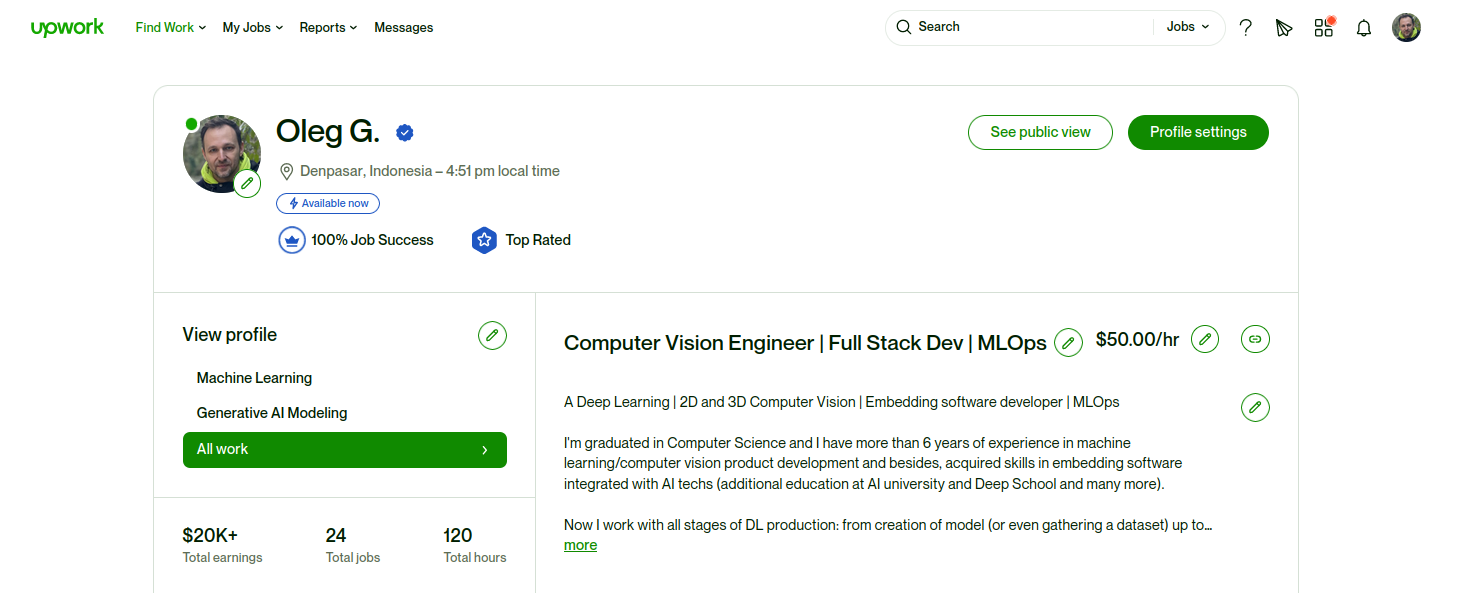 upwork
Find Work
My Jobs
Reports
Messages
Search
Jobs
Oleg G.
Denpasar, Indonesia – 4:51 pm local time
Available now
100% Job Success
Top Rated
See public view
Profile settings
View profile
Machine Learning
Generative AI Modeling
All work
$20K+
Total earnings
24
Total jobs
120
Total hours
Computer Vision Engineer | Full Stack Dev | MLOps
$50.00/hr
A Deep Learning | 2D and 3D Computer Vision | Embedding software developer | MLOps
I'm graduated in Computer Science and I have more than 6 years of experience in machine
learning/computer vision product development and besides, acquired skills in embedding software
integrated with AI techs (additional education at AI university and Deep School and many more).
Now I work with all stages of DL production: from creation of model (or even gathering a dataset) up to…
more